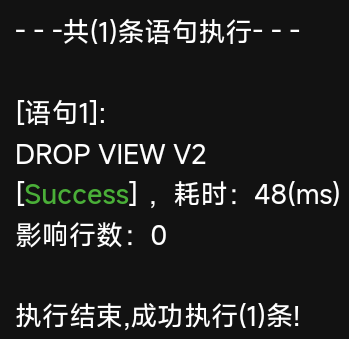 - - -共(1)条语句执行- - -
[语句1]:
DROP VIEW V2
[Success] ，耗时：48(ms)
影响行数：0
执行结束,成功执行(1)条!